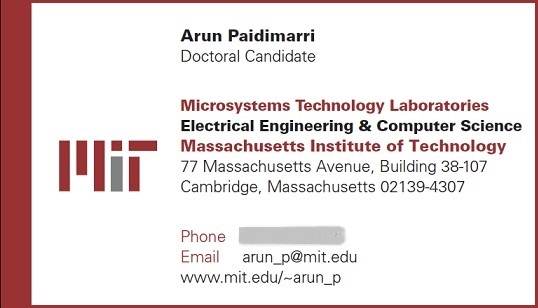 Arun Paidimarri
Doctoral Candidate
Microsystems Technology Laboratories
Electrical Engineering & Computer Science
Massachusetts Institute of Technology
77 Massachusetts Avenue, Building 38-107
Cambridge, Massachusetts 02139-4307
MIT
Phone
Email arun_p@mit.edu
www.mit.edu/~arun_p